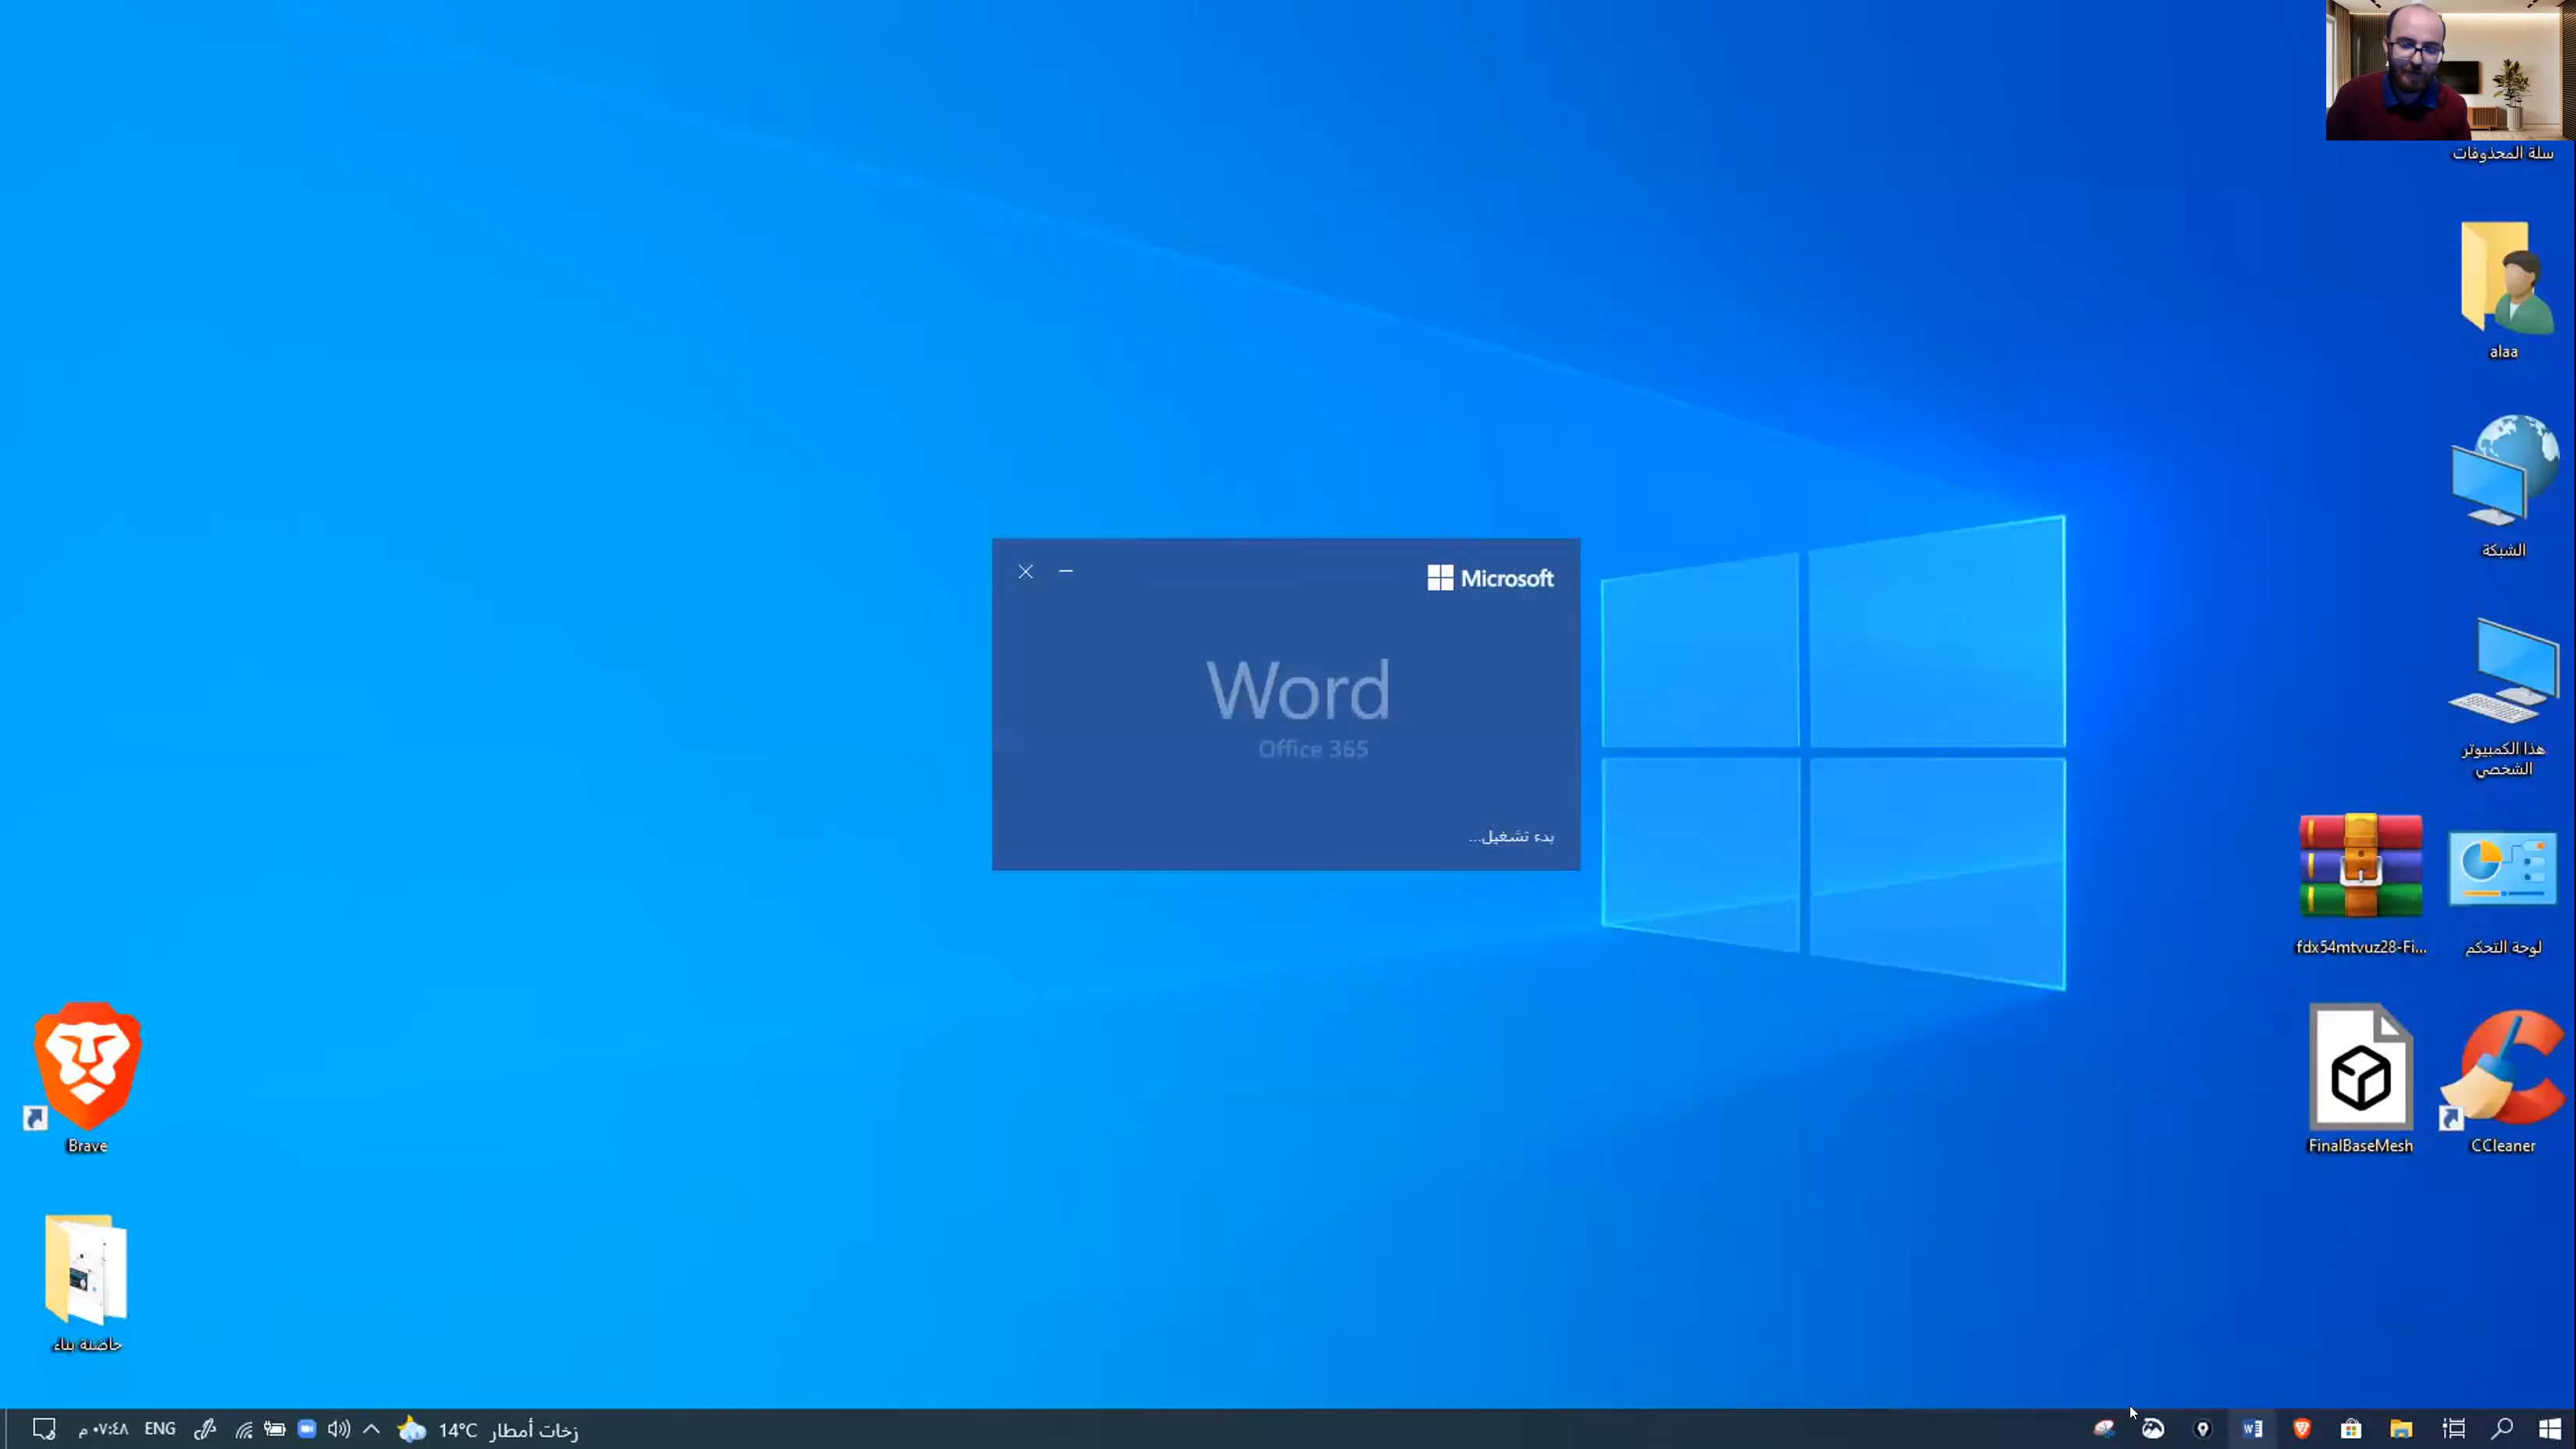 سلة المحذوفات
alaa
الشبكة
هذا الكمبيوتر
الشخصي
لوحة التحكم
fdx54mtvuz28-Fi...
CCleaner
FinalBaseMesh
Microsoft
Word
Office 365
بدء تشغيل...
Brave
حاضنة بناء
زخات أمطار 14°C
ENG
٠٧:٤٨ م